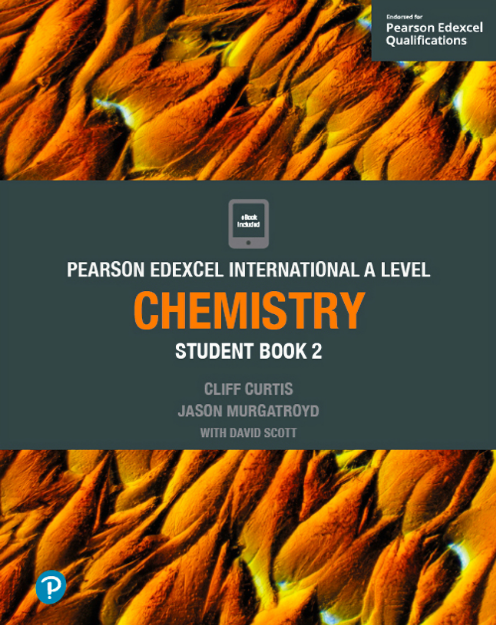 Endorsed for
Pearson Edexcel
Qualifications
eBook
included
PEARSON EDEXCEL INTERNATIONAL A LEVEL
CHEMISTRY
STUDENT BOOK 2
CLIFF CURTIS
JASON MURGATROYD
WITH DAVID SCOTT
P